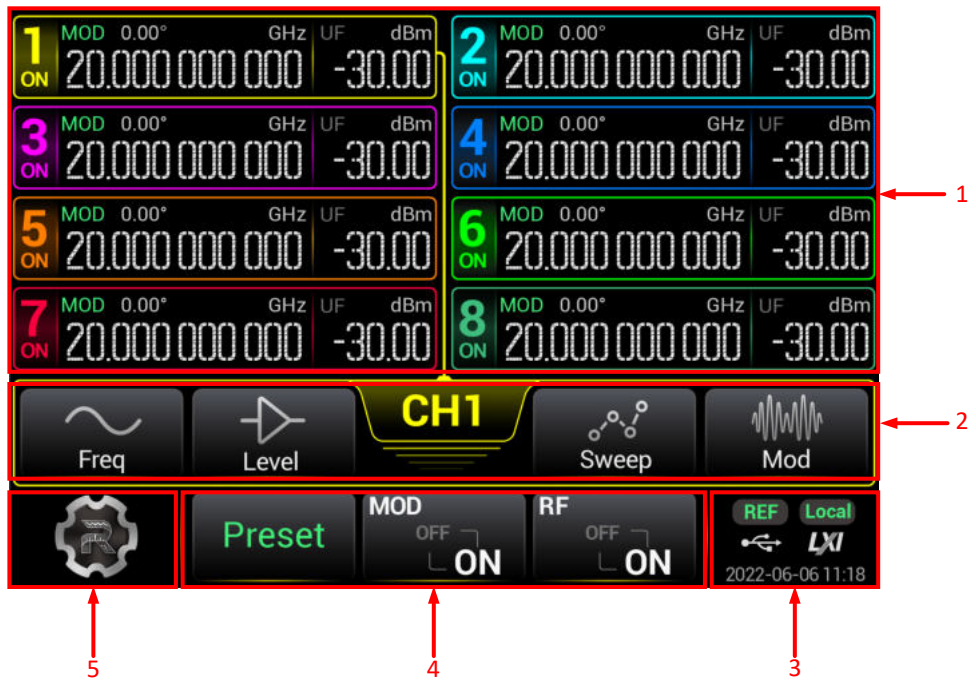 1 MOD 0.00° GHz UF dBm
ON 20.000 000 000 -30.00
2 MOD 0.00° GHz UF dBm
ON 20.000 000 000 -30.00
3 MOD 0.00° GHz UF dBm
ON 20.000 000 000 -30.00
4 MOD 0.00° GHz UF dBm
ON 20.000 000 000 -30.00
1
5 MOD 0.00° GHz UF dBm
ON 20.000 000 000 -30.00
6 MOD 0.00° GHz UF dBm
ON 20.000 000 000 -30.00
7 MOD 0.00° GHz UF dBm
ON 20.000 000 000 -30.00
8 MOD 0.00° GHz UF dBm
ON 20.000 000 000 -30.00
Freq
Level
CH1
Sweep
Mod
2
R
Preset
MOD
OFF
ON
RF
OFF
ON
REF Local
LXI
2022-06-06 11:18
5
4
3